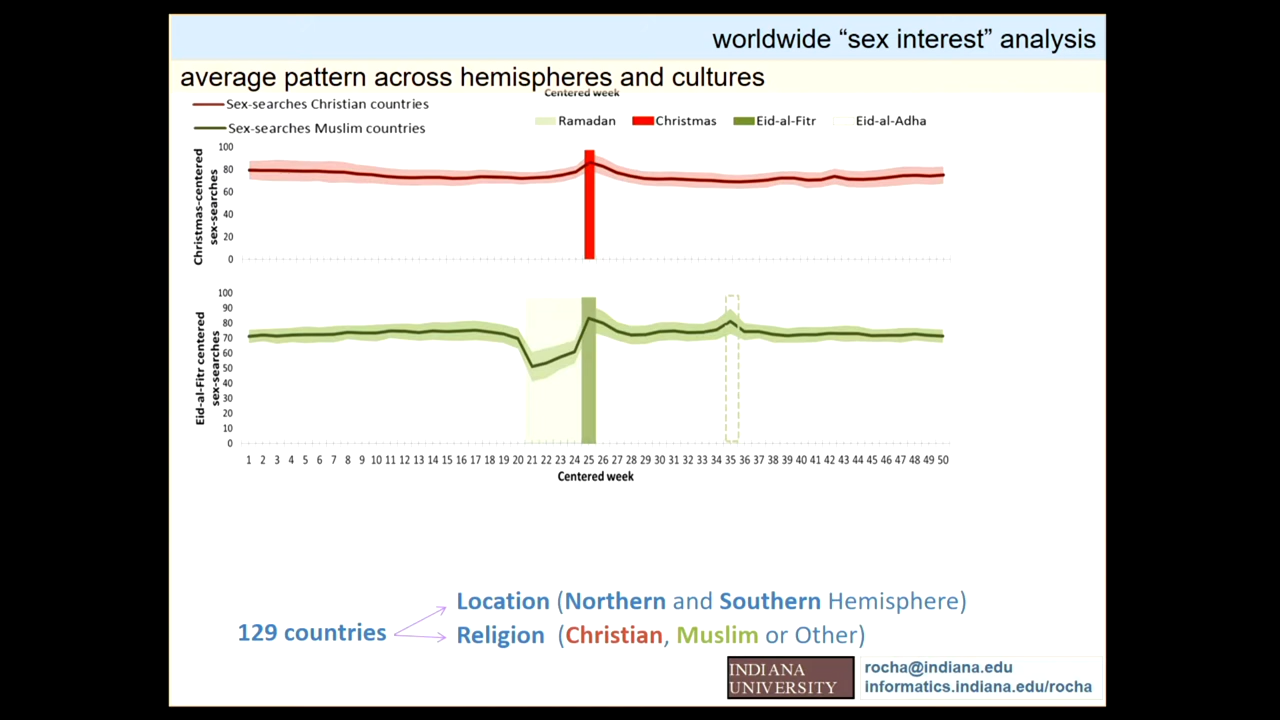 worldwide “sex interest” analysis
average pattern across hemispheres and cultures
Centered week
Sex-searches Christian countries
Sex-searches Muslim countries
Ramadan Christmas Eid-al-Fitr Eid-al-Adha
Christmas-centered
sex-searches
100
80
60
40
20
0
Eid-al-Fitr centered
sex-searches
100
90
80
70
60
50
40
30
20
10
0
1 2 3 4 5 6 7 8 9 10 11 12 13 14 15 16 17 18 19 20 21 22 23 24 25 26 27 28 29 30 31 32 33 34 35 36 37 38 39 40 41 42 43 44 45 46 47 48 49 50
Centered week
129 countries
Location (Northern and Southern Hemisphere)
Religion (Christian, Muslim or Other)
INDIANA
UNIVERSITY
rocha@indiana.edu
informatics.indiana.edu/rocha